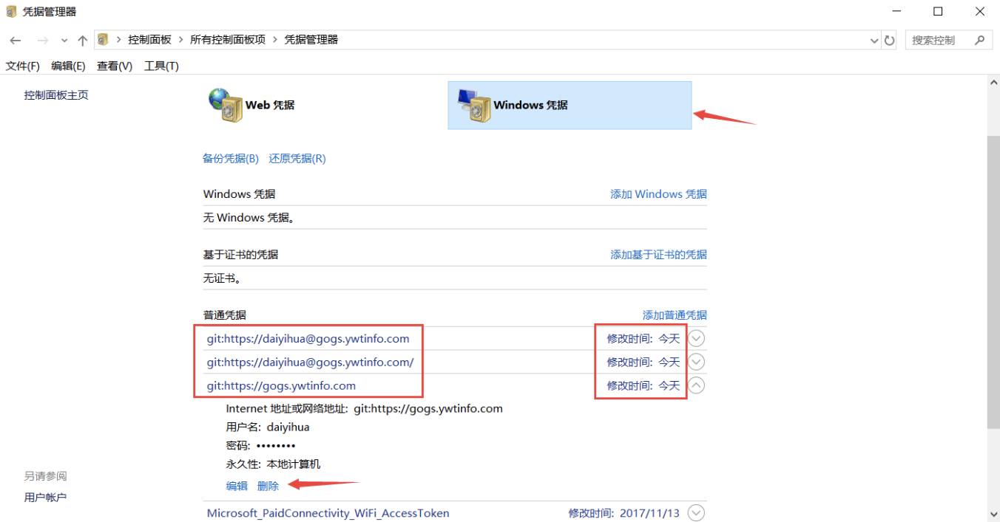 凭据管理器
控制面板 > 所有控制面板项 > 凭据管理器
搜索控制
文件(F) 编辑(E) 查看(V) 工具(T)
控制面板主页
Web 凭据
Windows 凭据
备份凭据(B) 还原凭据(R)
Windows 凭据 添加 Windows 凭据
无 Windows 凭据。
基于证书的凭据 添加基于证书的凭据
无证书。
普通凭据 添加普通凭据
git:https://daiyihua@gogs.ywtinfo.com 修改时间: 今天
git:https://daiyihua@gogs.ywtinfo.com/ 修改时间: 今天
git:https://gogs.ywtinfo.com 修改时间: 今天
Internet 地址或网络地址: git:https://gogs.ywtinfo.com
用户名: daiyihua
密码: ••••••••
永久性: 本地计算机
编辑 删除
Microsoft_PaidConnectivity_WiFi_AccessToken 修改时间: 2017/11/13
另请参阅
用户帐户